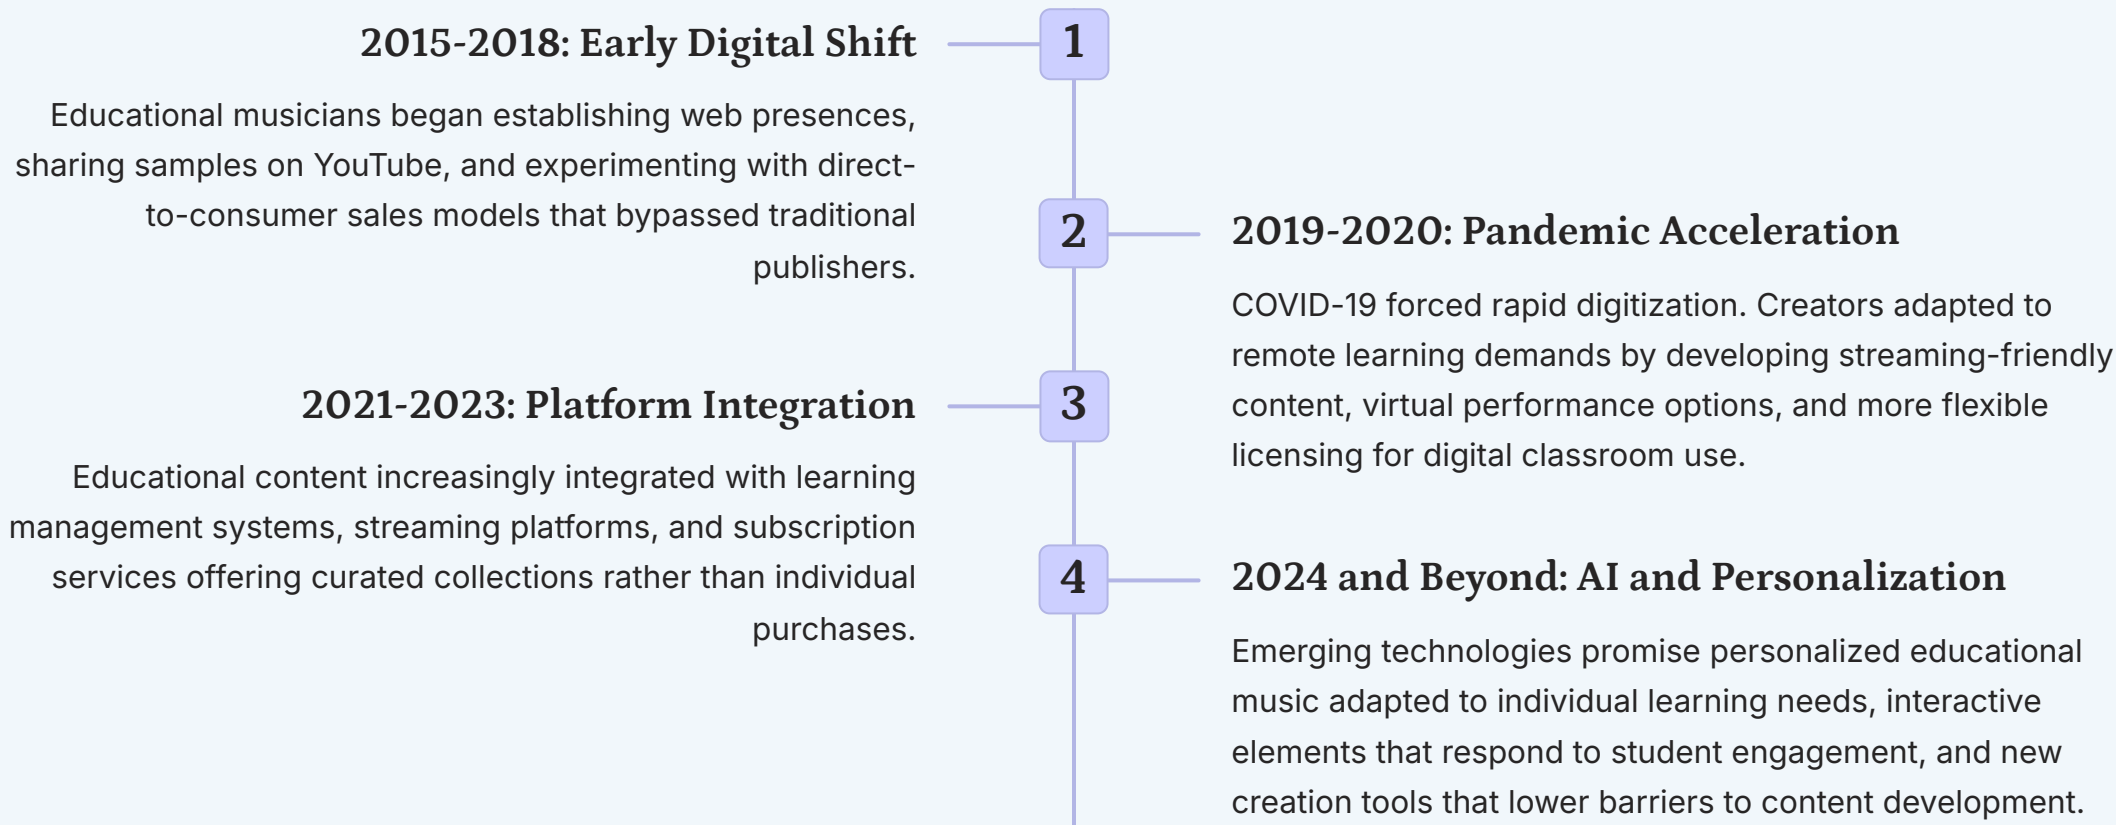 2015-2018: Early Digital Shift
1
Educational musicians began establishing web presences,
sharing samples on YouTube, and experimenting with direct-
to-consumer sales models that bypassed traditional
publishers.
2
2019-2020: Pandemic Acceleration
COVID-19 forced rapid digitization. Creators adapted to
remote learning demands by developing streaming-friendly
content, virtual performance options, and more flexible
licensing for digital classroom use.
2021-2023: Platform Integration
3
Educational content increasingly integrated with learning
management systems, streaming platforms, and subscription
services offering curated collections rather than individual
purchases.
4
2024 and Beyond: AI and Personalization
Emerging technologies promise personalized educational
music adapted to individual learning needs, interactive
elements that respond to student engagement, and new
creation tools that lower barriers to content development.